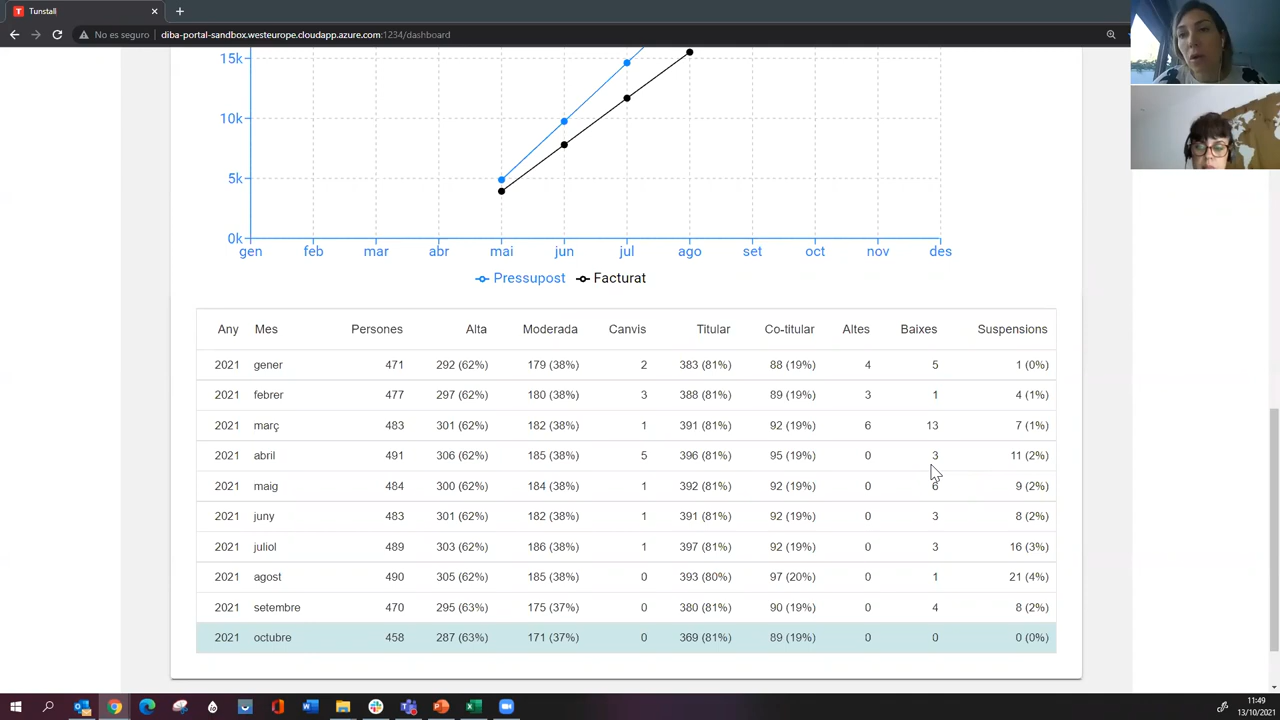 Tunstall
No es seguro diba-portal-sandbox.westeurope.cloudapp.azure.com:1234/dashboard
15k
10k
5k
0k
gen feb mar abr mai jun jul ago set oct nov des
Pressupost Facturat
Any Mes Persones Alta Moderada Canvis Titular Co-titular Altes Baixes Suspensions
2021 gener 471 292 (62%) 179 (38%) 2 383 (81%) 88 (19%) 4 5 1 (0%)
2021 febrer 477 297 (62%) 180 (38%) 3 388 (81%) 89 (19%) 3 1 4 (1%)
2021 març 483 301 (62%) 182 (38%) 1 391 (81%) 92 (19%) 6 13 7 (1%)
2021 abril 491 306 (62%) 185 (38%) 5 396 (81%) 95 (19%) 0 3 11 (2%)
2021 maig 484 300 (62%) 184 (38%) 1 392 (81%) 92 (19%) 0 6 9 (2%)
2021 juny 483 301 (62%) 182 (38%) 1 391 (81%) 92 (19%) 0 3 8 (2%)
2021 juliol 489 303 (62%) 186 (38%) 1 397 (81%) 92 (19%) 0 3 16 (3%)
2021 agost 490 305 (62%) 185 (38%) 0 393 (80%) 97 (20%) 0 1 21 (4%)
2021 setembre 470 295 (63%) 175 (37%) 0 380 (81%) 90 (19%) 0 4 8 (2%)
2021 octubre 458 287 (63%) 171 (37%) 0 369 (81%) 89 (19%) 0 0 0 (0%)
11:49
13/10/2021